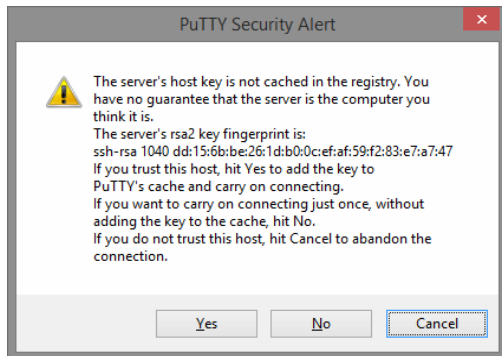 PuTTY Security Alert
The server's host key is not cached in the registry. You
have no guarantee that the server is the computer you
think it is.
The server's rsa2 key fingerprint is:
ssh-rsa 1040 dd:15:6b:be:26:1d:b0:0c:ef:af:59:f2:83:e7:a7:47
If you trust this host, hit Yes to add the key to
PuTTY's cache and carry on connecting.
If you want to carry on connecting just once, without
adding the key to the cache, hit No.
If you do not trust this host, hit Cancel to abandon the
connection.
Yes No Cancel